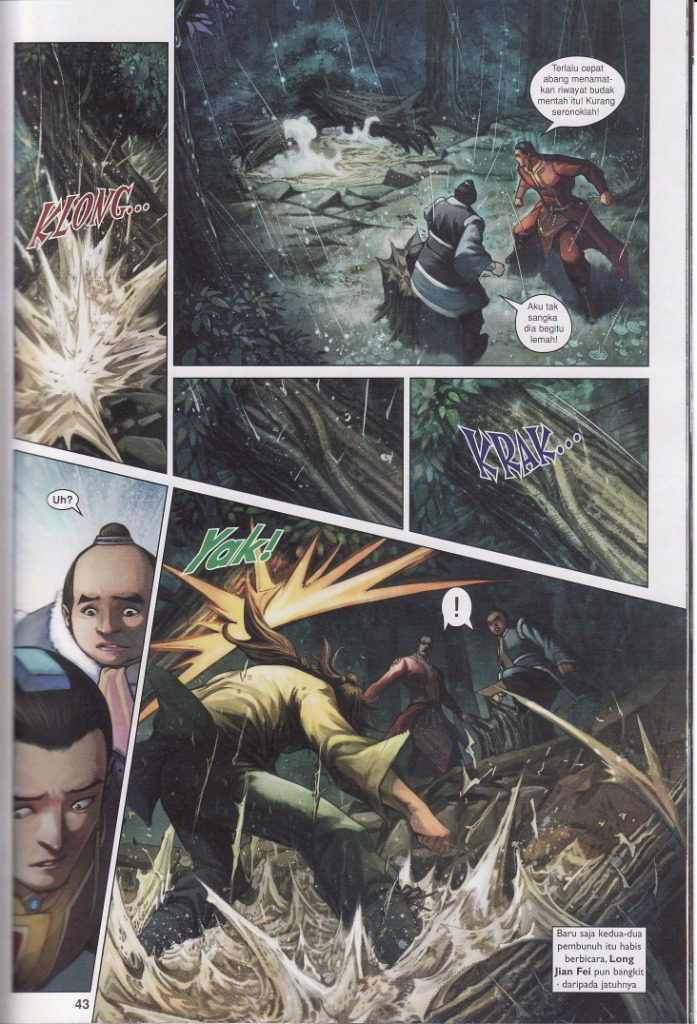 KLONG...
Terlalu cepat
abang menamat-
kan riwayat budak
mentah itu! Kurang
seronoklah!
Aku tak
sangka
dia begitu
lemah!
KRAK...
Uh?
Yak!
!
Baru saja kedua-dua
pembunuh itu habis
berbicara, Long
Jian Fei pun bangkit
- daripada jatuhnya
43